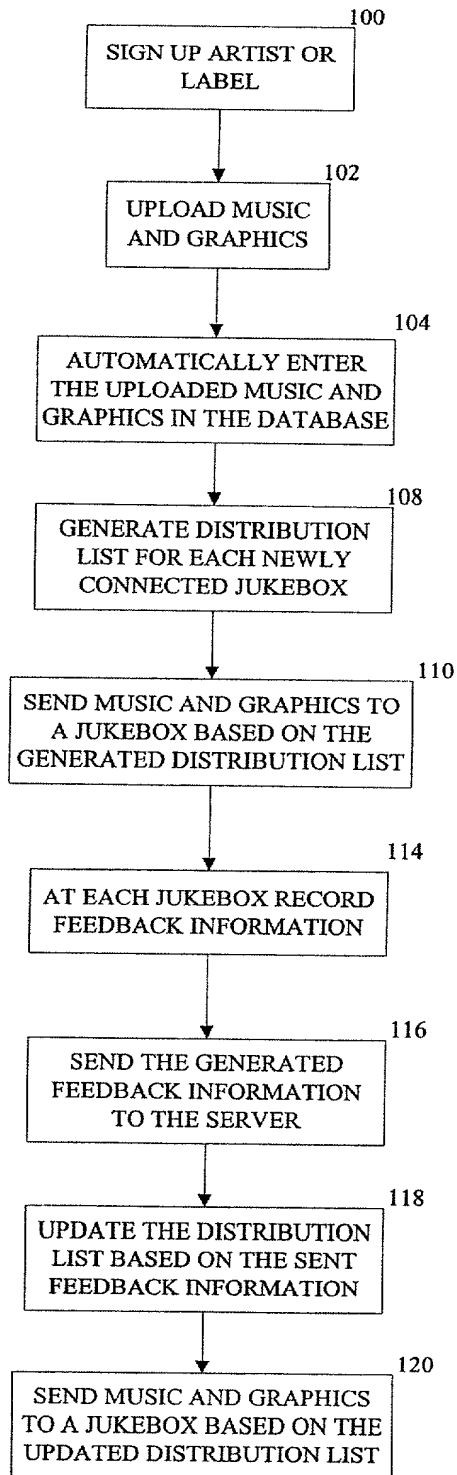 100
SIGN UP ARTIST OR
LABEL
102
UPLOAD MUSIC
AND GRAPHICS
104
AUTOMATICALLY ENTER
THE UPLOADED MUSIC AND
GRAPHICS IN THE DATABASE
108
GENERATE DISTRIBUTION
LIST FOR EACH NEWLY
CONNECTED JUKEBOX
110
SEND MUSIC AND GRAPHICS TO
A JUKEBOX BASED ON THE
GENERATED DISTRIBUTION LIST
114
AT EACH JUKEBOX RECORD
FEEDBACK INFORMATION
116
SEND THE GENERATED
FEEDBACK INFORMATION
TO THE SERVER
118
UPDATE THE DISTRIBUTION
LIST BASED ON THE SENT
FEEDBACK INFORMATION
120
SEND MUSIC AND GRAPHICS
TO A JUKEBOX BASED ON THE
UPDATED DISTRIBUTION LIST